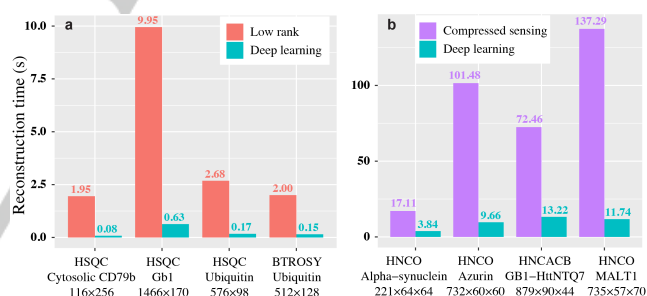 a
Low rank
Deep learning
Reconstruction time (s)
10.0
7.5
5.0
2.5
0.0
1.95
0.08
9.95
0.63
2.68
0.17
2.00
0.15
HSQC
Cytosolic CD79b
116×256
HSQC
Gb1
1466×170
HSQC
Ubiquitin
576×98
BTROSY
Ubiquitin
512×128
b
Compressed sensing
Deep learning
100
50
0
17.11
3.84
101.48
9.66
72.46
13.22
137.29
11.74
HNCO
Alpha−synuclein
221×64×64
HNCO
Azurin
732×60×60
HNCACB
GB1−HttNTQ7
879×90×44
HNCO
MALT1
735×57×70